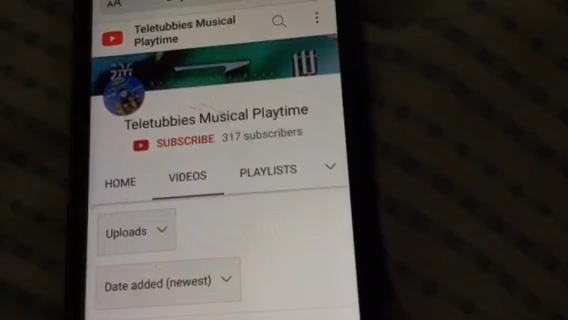 AA
Teletubbies Musical
Playtime
Teletubbies Musical Playtime
SUBSCRIBE 317 subscribers
HOME VIDEOS PLAYLISTS
Uploads
Date added (newest)